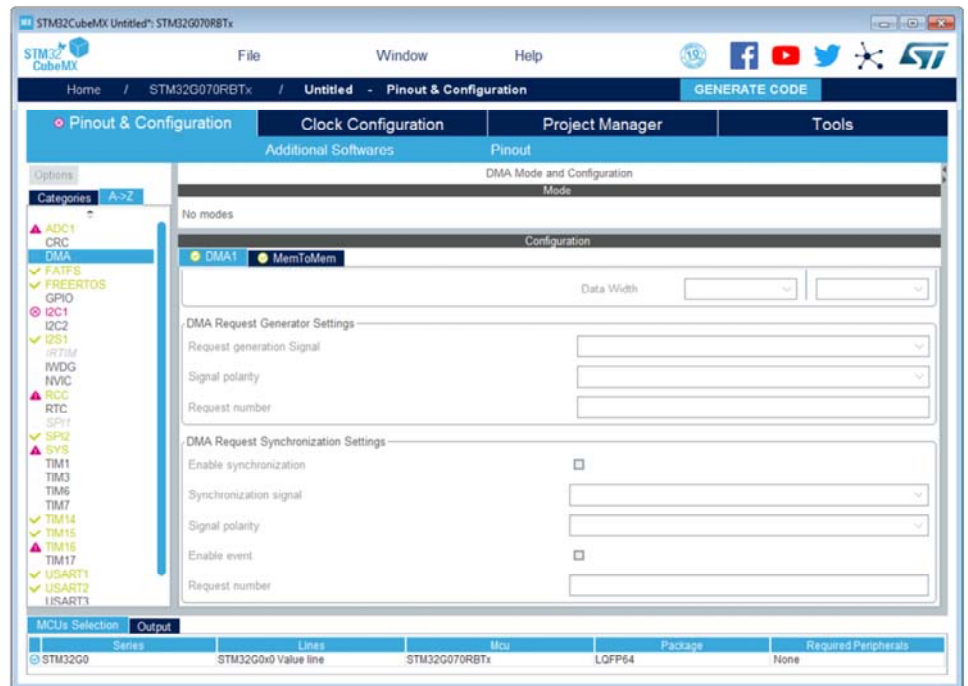 MX STM32CubeMX Untitled*: STM32G070RBTx
STM32 CubeMX File Window Help 10 ST
Home / STM32G070RBTx / Untitled - Pinout & Configuration GENERATE CODE
Pinout & Configuration Clock Configuration Project Manager Tools
Additional Softwares Pinout
Options
DMA Mode and Configuration
Mode
Categories A->Z
No modes
Configuration
DMA1 MemToMem
ADC1
CRC
DMA
FATFS
FREERTOS
GPIO
I2C1
I2C2
I2S1
IRTIM
IWDG
NVIC
RCC
RTC
SPI1
SPI2
SYS
TIM1
TIM3
TIM6
TIM7
TIM14
TIM15
TIM16
TIM17
USART1
USART2
USART3
Data Width
DMA Request Generator Settings
Request generation Signal
Signal polarity
Request number
DMA Request Synchronization Settings
Enable synchronization
Synchronization signal
Signal polarity
Enable event
Request number
MCUs Selection Output
Series Lines Mcu Package Required Peripherals
STM32G0 STM32G0x0 Value line STM32G070RBTx LQFP64 None